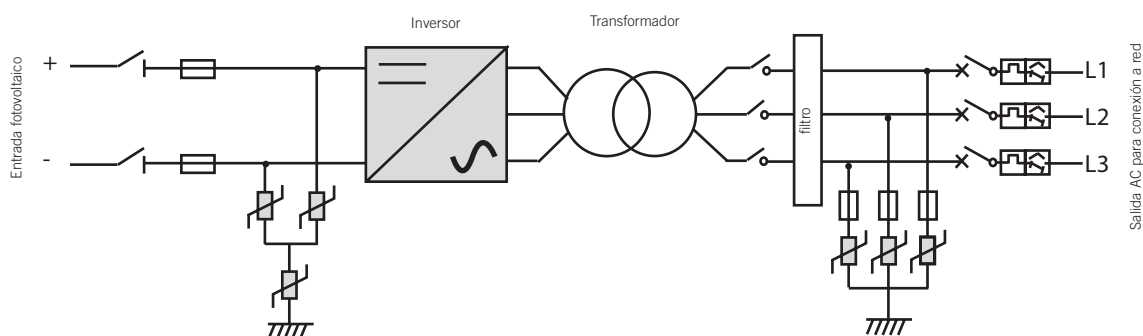 Inversor
Transformador
Entrada fotovoltaico
+
-
filtro
L1
L2
L3
Salida AC para conexión a red